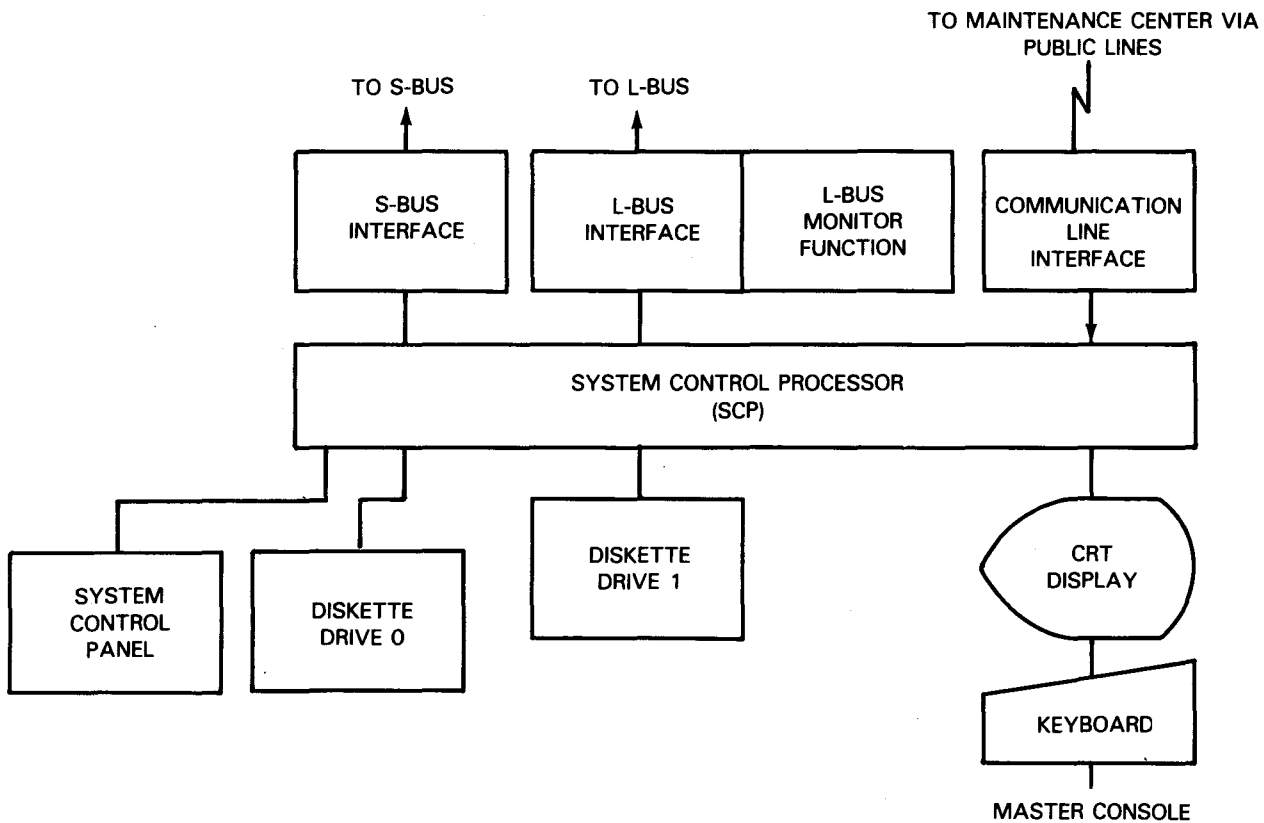 TO MAINTENANCE CENTER VIA
PUBLIC LINES
TO S-BUS
TO L-BUS
S-BUS
INTERFACE
L-BUS
INTERFACE
L-BUS
MONITOR
FUNCTION
COMMUNICATION
LINE
INTERFACE
SYSTEM CONTROL PROCESSOR
(SCP)
SYSTEM
CONTROL
PANEL
DISKETTE
DRIVE 0
DISKETTE
DRIVE 1
CRT
DISPLAY
KEYBOARD
MASTER CONSOLE